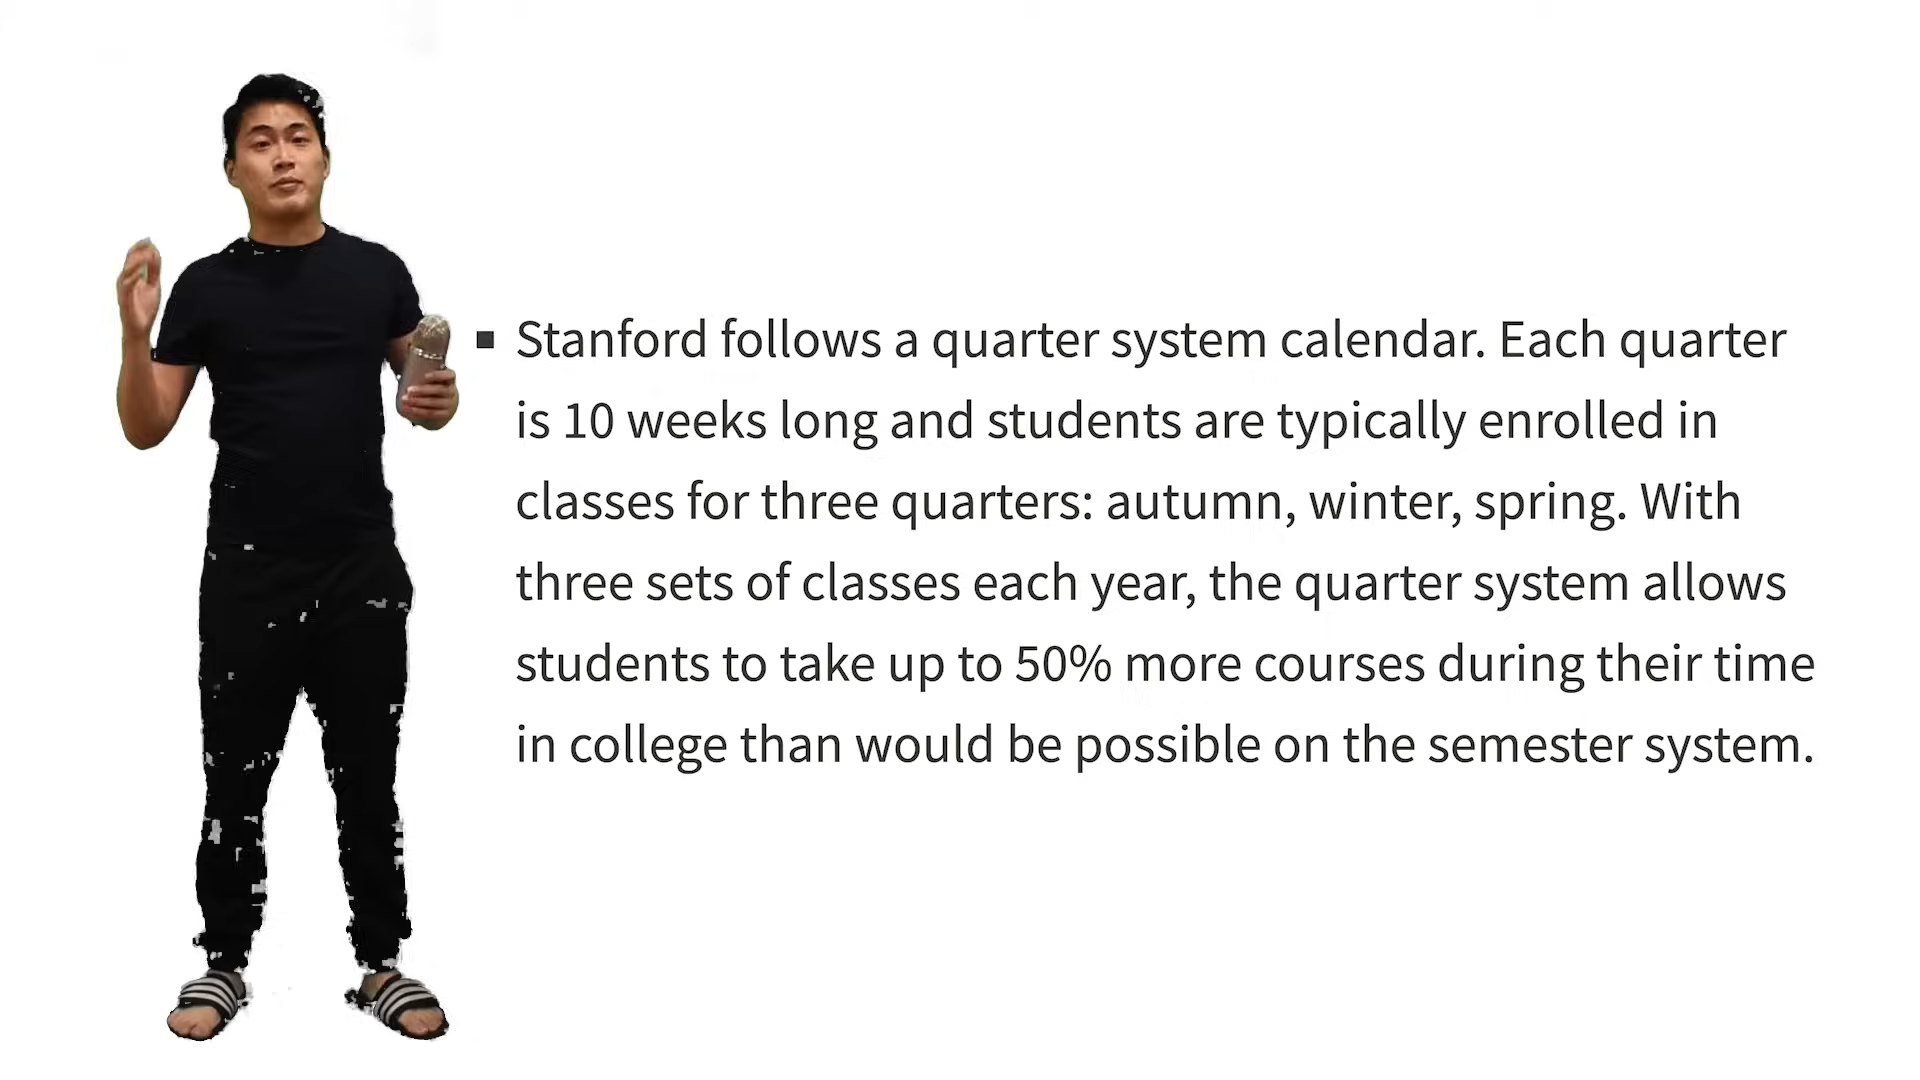 ▪ Stanford follows a quarter system calendar. Each quarter
is 10 weeks long and students are typically enrolled in
classes for three quarters: autumn, winter, spring. With
three sets of classes each year, the quarter system allows
students to take up to 50% more courses during their time
in college than would be possible on the semester system.